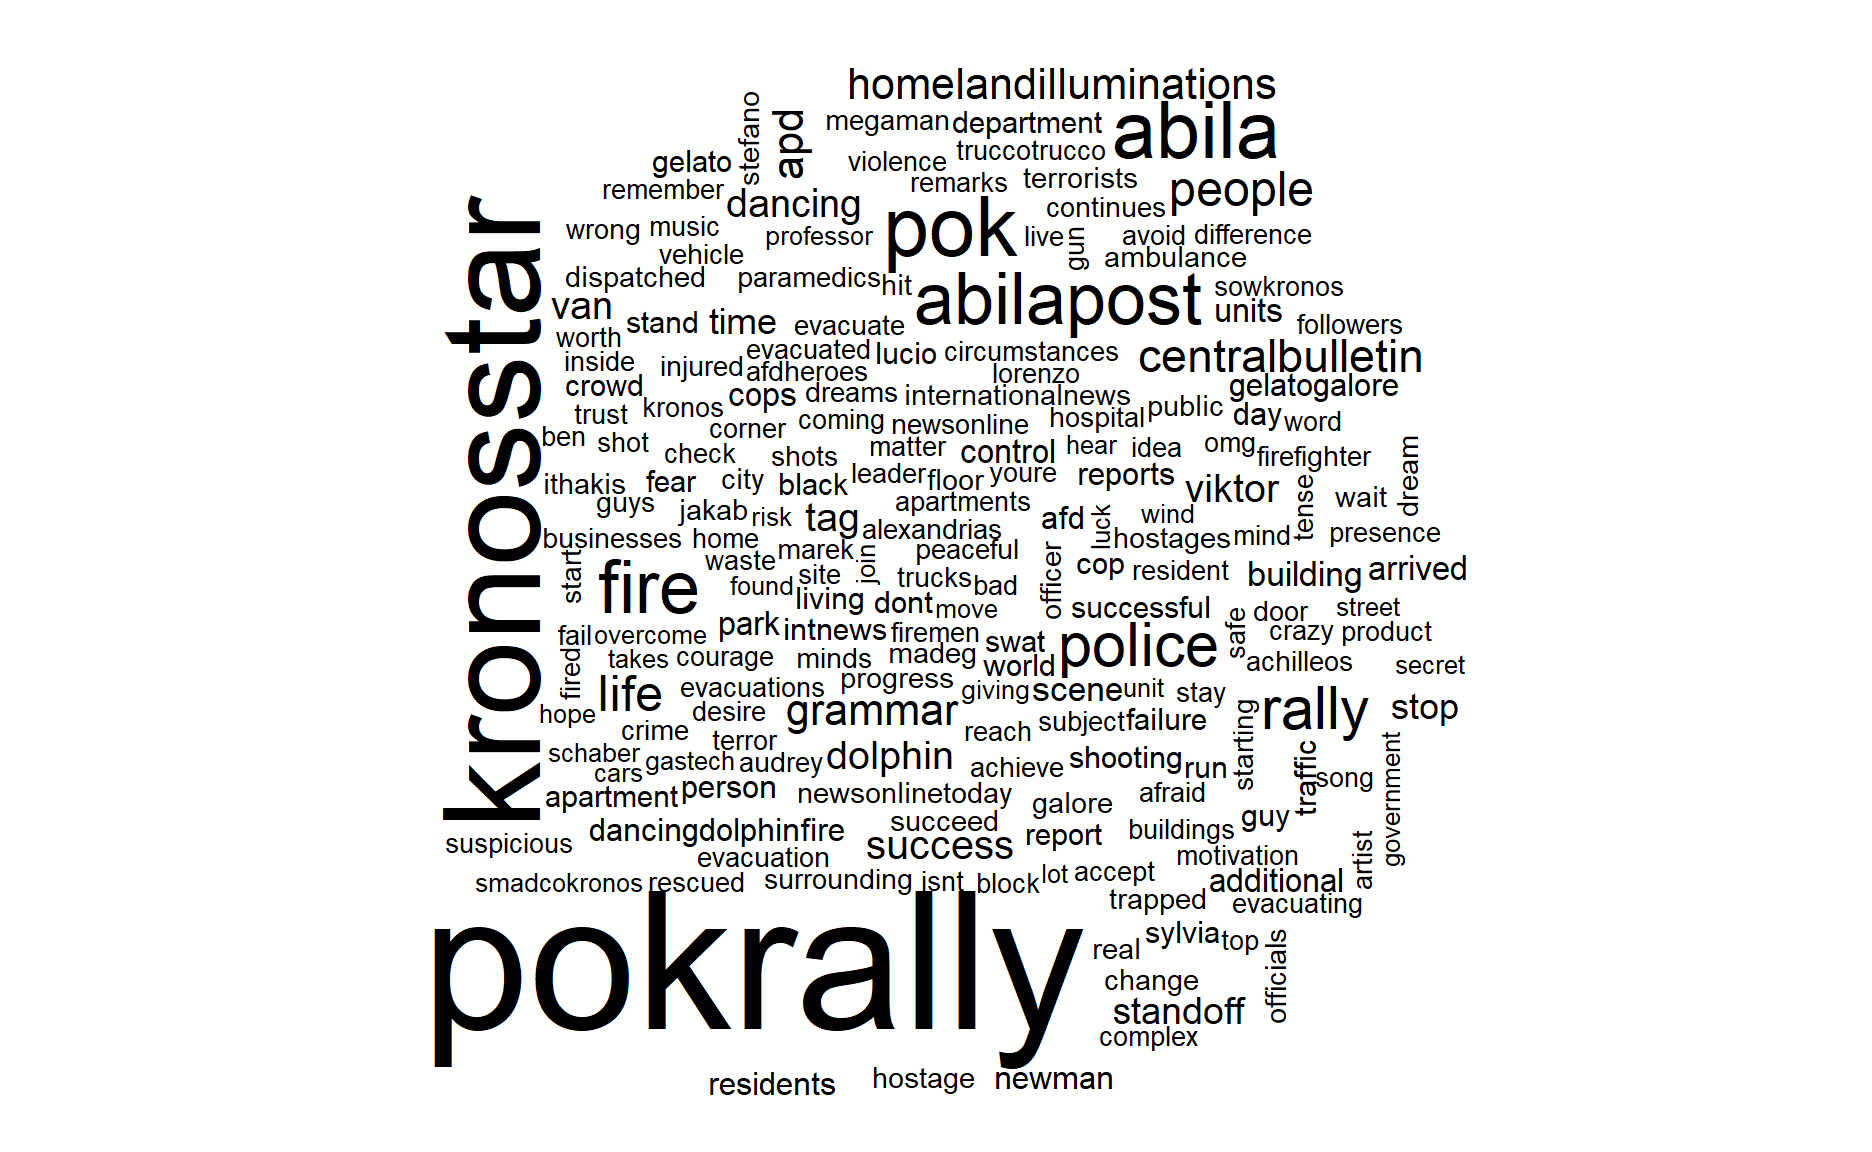 homelandilluminations
megaman
department
abila
stefano
apd
gelato
violence
truccotrucco
remember
remarks
terrorists
people
dancing
pok
continues
wrong
music
professor
live
gun
avoid
difference
vehicle
ambulance
dispatched
paramedics
hit
abilapost
sowkronos
van
units
stand
time
evacuate
followers
worth
kronosstar
inside
injured
evacuated
lucio
circumstances
centralbulletin
afdheroes
lorenzo
crowd
cops
dreams
internationalnews
gelatogalore
trust
kronos
coming
newsonline
hospital
public
day
word
ben
shot
corner
matter
control
hear
idea
omg
firefighter
check
shots
ithakis
fear
city
black
leader
floor
youre
reports
viktor
tense
wait
dream
guys
jakab
risk
tag
apartments
alexandrias
afd
luck
wind
businesses
home
marek
join
peaceful
hostages
mind
presence
start
fire
waste
site
found
trucks
bad
officer
cop
resident
building
arrived
living
dont
move
successful
safe
door
street
fail
overcome
park
intnews
firemen
swat
police
crazy
product
fired
takes
courage
minds
madeg
world
achilleos
secret
life
evacuations
progress
giving
scene
unit
stay
hope
desire
grammar
reach
subject
failure
starting
rally
stop
crime
terror
schaber
cars
gastech
audrey
dolphin
achieve
shooting
run
traffic
song
government
apartment
person
newsonlinetoday
galore
afraid
suspicious
dancingdolphinfire
succeed
success
report
buildings
guy
evacuation
motivation
artist
smadcokronos
rescued
surrounding
isnt
block
lot
accept
additional
trapped
evacuating
pokrally
real
sylvia
top
officials
change
standoff
complex
residents
hostage
newman